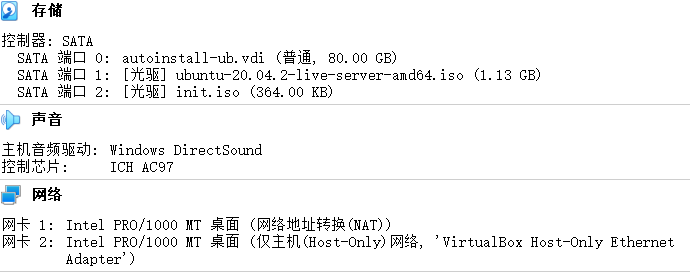 存储
控制器: SATA
SATA 端口 0: autoinstall-ub.vdi (普通, 80.00 GB)
SATA 端口 1: [光驱] ubuntu-20.04.2-live-server-amd64.iso (1.13 GB)
SATA 端口 2: [光驱] init.iso (364.00 KB)
声音
主机音频驱动: Windows DirectSound
控制芯片: ICH AC97
网络
网卡 1: Intel PRO/1000 MT 桌面 (网络地址转换(NAT))
网卡 2: Intel PRO/1000 MT 桌面 (仅主机(Host-Only)网络, 'VirtualBox Host-Only Ethernet
Adapter')